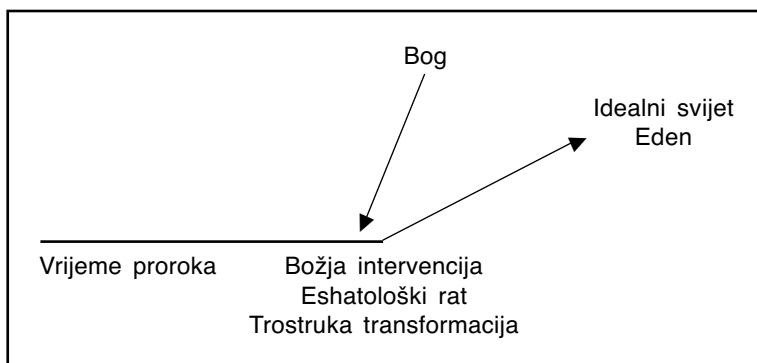 Bog
Idealni svijet
Eden
Vrijeme proroka
Božja intervencija
Eshatološki rat
Trostruka transformacija